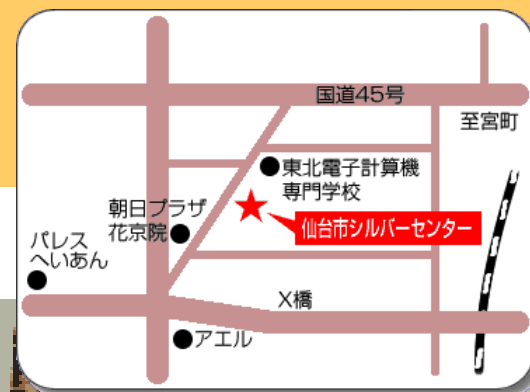 国道45号
至宮町
東北電子計算機
専門学校
朝日プラザ
花京院
仙台市シルバーセンター
パレス
へいあん
X橋
アエル